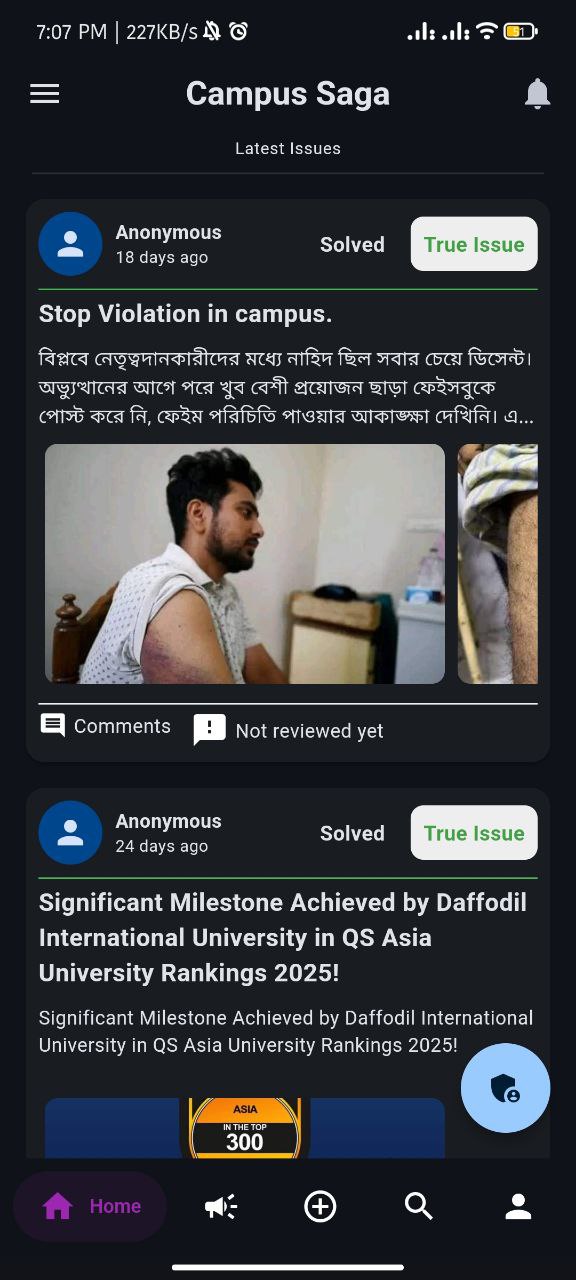 7:07 PM | 227KB/s
51
Campus Saga
Latest Issues
Anonymous
18 days ago
Solved
True Issue
Stop Violation in campus.
বিপ্লবে নেতৃত্বদানকারীদের মধ্যে নাহিদ ছিল সবার চেয়ে ডিসেন্ট।
অভ্যুত্থানের আগে পরে খুব বেশী প্রয়োজন ছাড়া ফেইসবুকে
পোস্ট করে নি, ফেইম পরিচিতি পাওয়ার আকাঙ্ক্ষা দেখিনি। এ...
Comments
Not reviewed yet
Anonymous
24 days ago
Solved
True Issue
Significant Milestone Achieved by Daffodil
International University in QS Asia
University Rankings 2025!
Significant Milestone Achieved by Daffodil International
University in QS Asia University Rankings 2025!
ASIA
IN THE TOP
300
Home